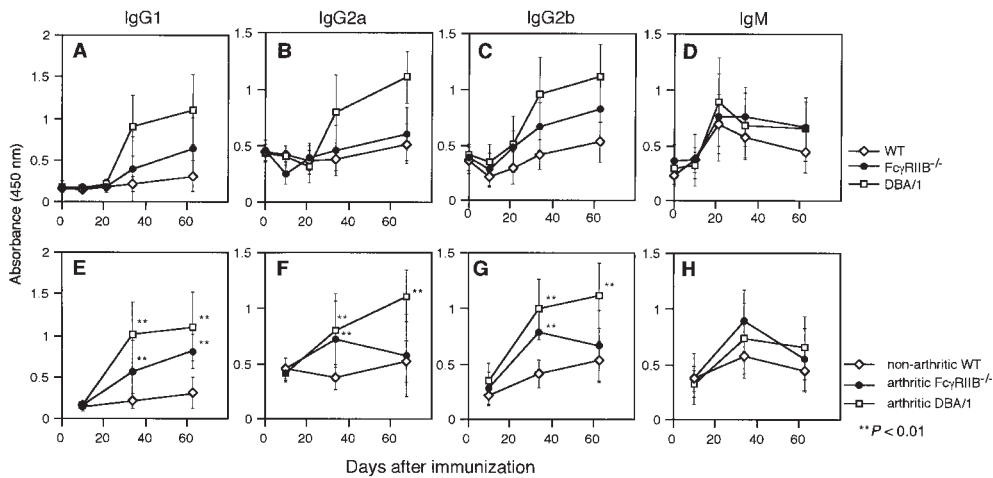 IgG1 IgG2a IgG2b IgM
A B C D
2 1.5 1.5 1.5
1.5 1 1 1
1 0.5 0.5 0.5
0.5 0 0 0
0
0 20 40 60 0 20 40 60 0 20 40 60 0 20 40 60
WT
FcγRIIB-/-
DBA/1
Absorbance (450 nm)
E F G H
2 1.5 1.5 1.5
1.5 1 1 1
1 0.5 0.5 0.5
0.5 0 0 0
0
** ** ** **
** ** ** ** ** **
0 20 40 60 0 20 40 60 0 20 40 60 0 20 40 60
non-arthritic WT
arthritic FcγRIIB-/-
arthritic DBA/1
**P < 0.01
Days after immunization